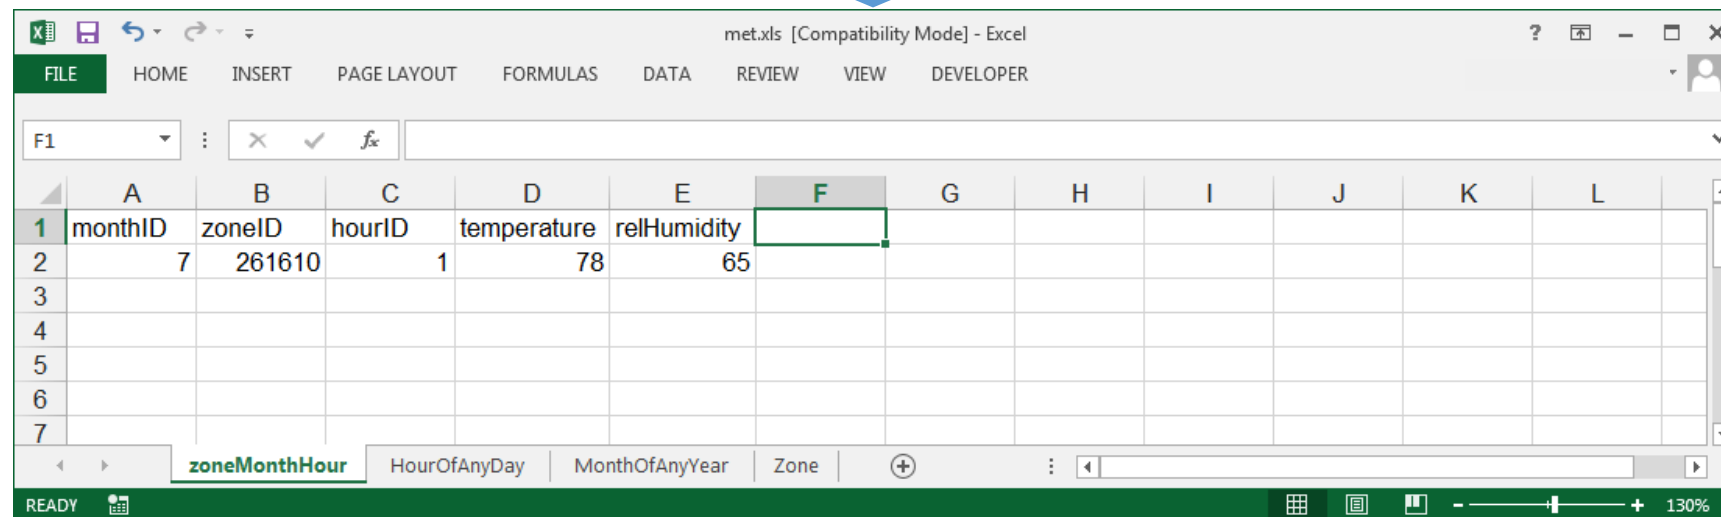 met.xls [Compatibility Mode] - Excel ?
FILE HOME INSERT PAGE LAYOUT FORMULAS DATA REVIEW VIEW DEVELOPER
F1 fx
A B C D E F G H I J K L
1 monthID zoneID hourID temperature relHumidity
2 7 261610 1 78 65
3
4
5
6
7
zoneMonthHour HourOfAnyDay MonthOfAnyYear Zone
READY 130%